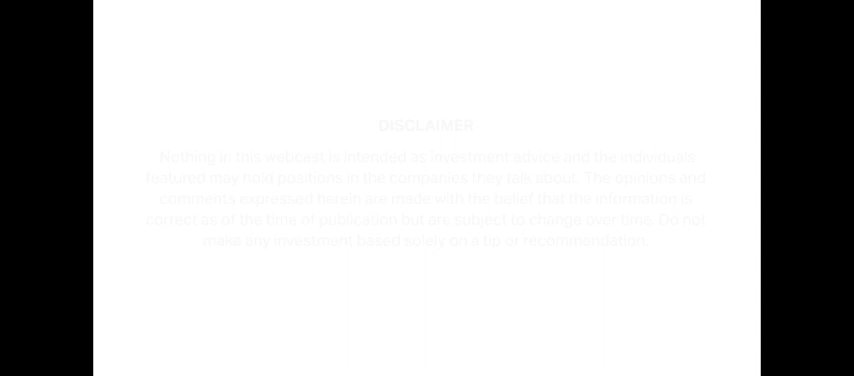 DISCLAIMER
Nothing in this webcast is intended as investment advice and the individuals
featured may hold positions in the companies they talk about. The opinions and
comments expressed herein are made with the belief that the information is
correct as of the time of publication but are subject to change over time. Do not
make any investment based solely on a tip or recommendation.